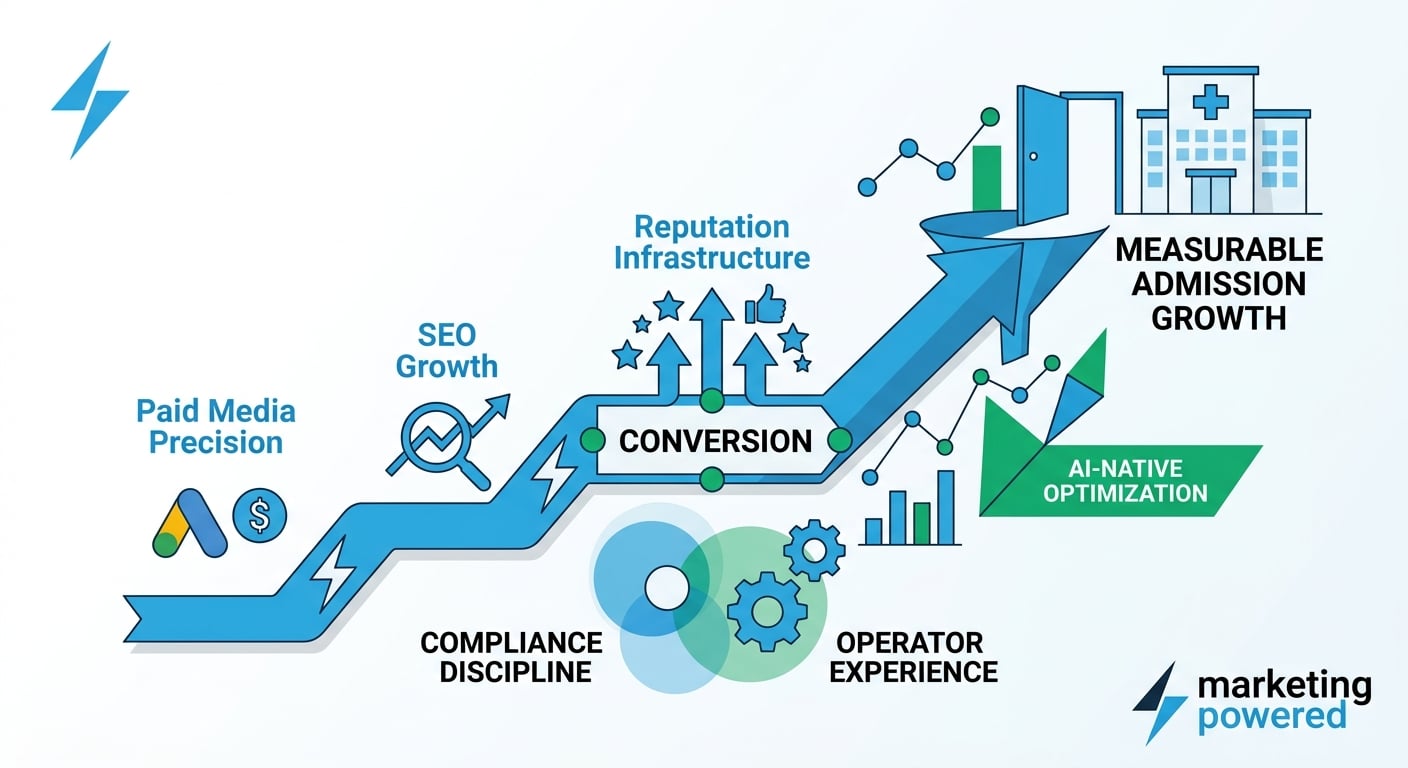 Paid Media
Precision
SEO
Growth
Reputation
Infrastructure
$
CONVERSION
MEASURABLE
ADMISSION
GROWTH
AI-NATIVE
OPTIMIZATION
COMPLIANCE
DISCIPLINE
OPERATOR
EXPERIENCE
marketing
powered